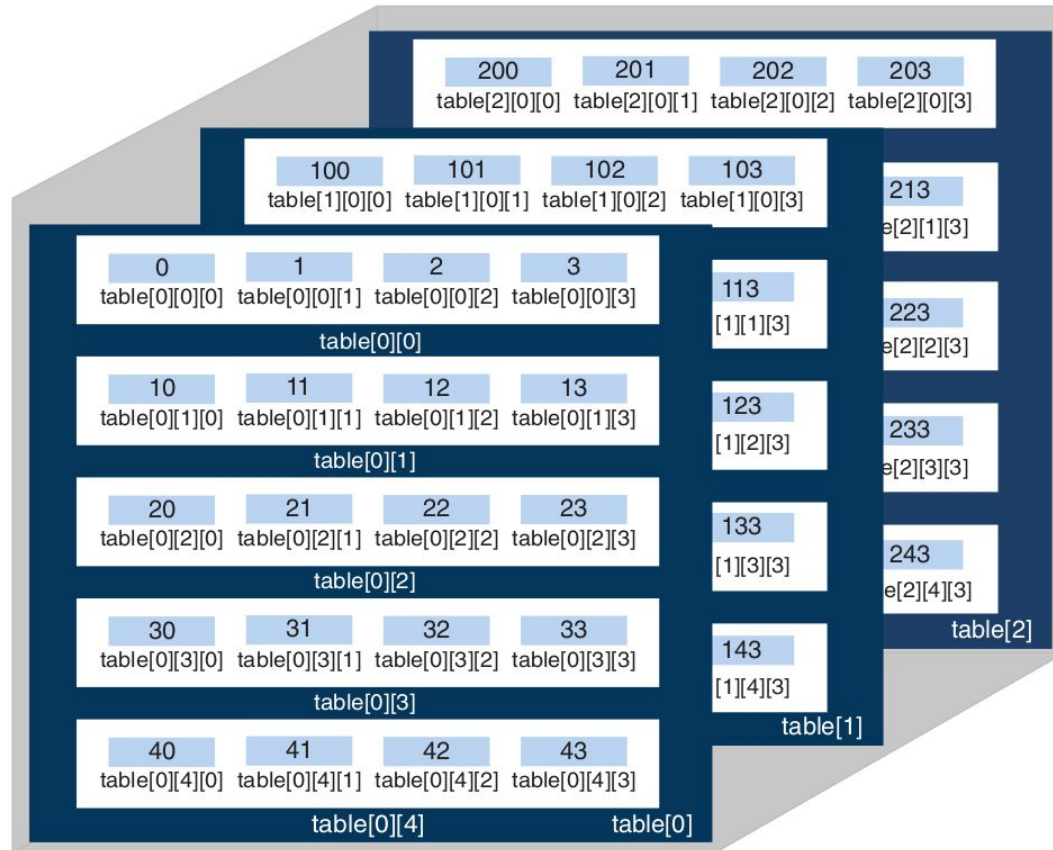 200 201 202 203
table[2][0][0] table[2][0][1] table[2][0][2] table[2][0][3]
100 101 102 103
table[1][0][0] table[1][0][1] table[1][0][2] table[1][0][3]
213
e[2][1][3]
0 1 2 3
table[0][0][0] table[0][0][1] table[0][0][2] table[0][0][3]
table[0][0]
113
[1][1][3]
223
e[2][2][3]
10 11 12 13
table[0][1][0] table[0][1][1] table[0][1][2] table[0][1][3]
table[0][1]
123
[1][2][3]
233
e[2][3][3]
20 21 22 23
table[0][2][0] table[0][2][1] table[0][2][2] table[0][2][3]
table[0][2]
133
[1][3][3]
243
e[2][4][3]
table[2]
30 31 32 33
table[0][3][0] table[0][3][1] table[0][3][2] table[0][3][3]
table[0][3]
143
[1][4][3]
table[1]
40 41 42 43
table[0][4][0] table[0][4][1] table[0][4][2] table[0][4][3]
table[0][4] table[0]